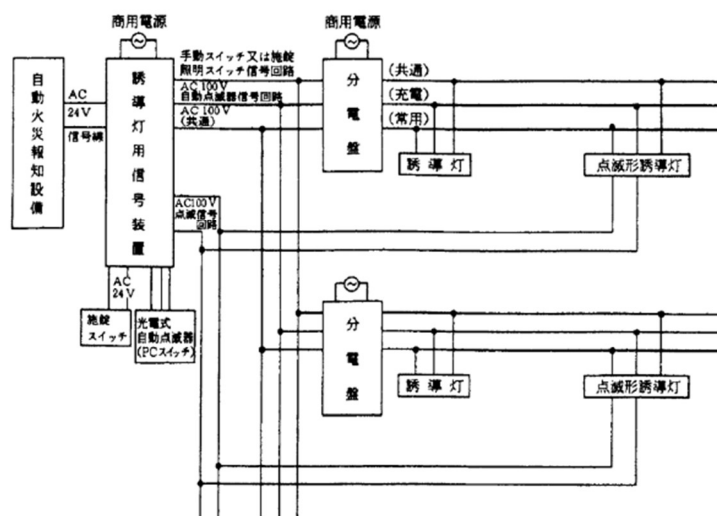 商用電源
商用電源
自動火災報知設備
AC
24V
信号線
誘導灯用信号装置
手動スイッチ又は施錠
照明スイッチ信号回路
AC 100V
自動点滅器信号回路
AC 100V
(共通)
AC100V
点滅信号
回路
分電盤
(共通)
(充電)
(常用)
誘導灯
点滅形誘導灯
AC
24V
施錠
スイッチ
光電式
自動点滅器
(PCスイッチ)
分電盤
誘導灯
点滅形誘導灯